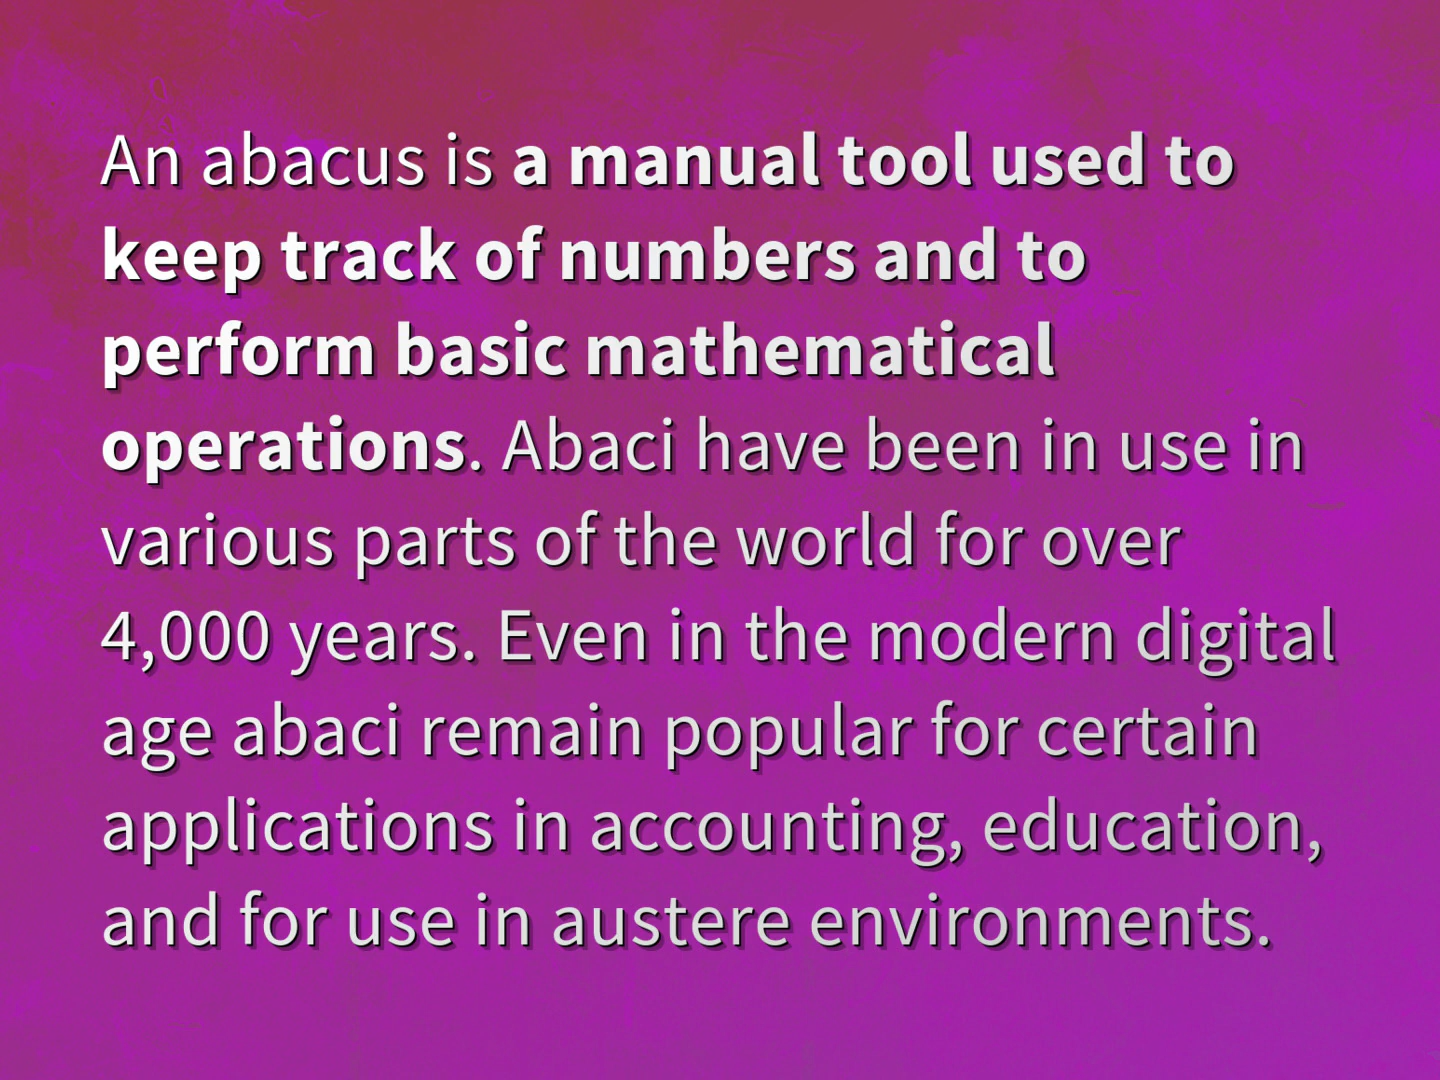 An abacus is a manual tool used to
keep track of numbers and to
perform basic mathematical
operations. Abaci have been in use in
various parts of the world for over
4,000 years. Even in the modern digital
age abaci remain popular for certain
applications in accounting, education,
and for use in austere environments.